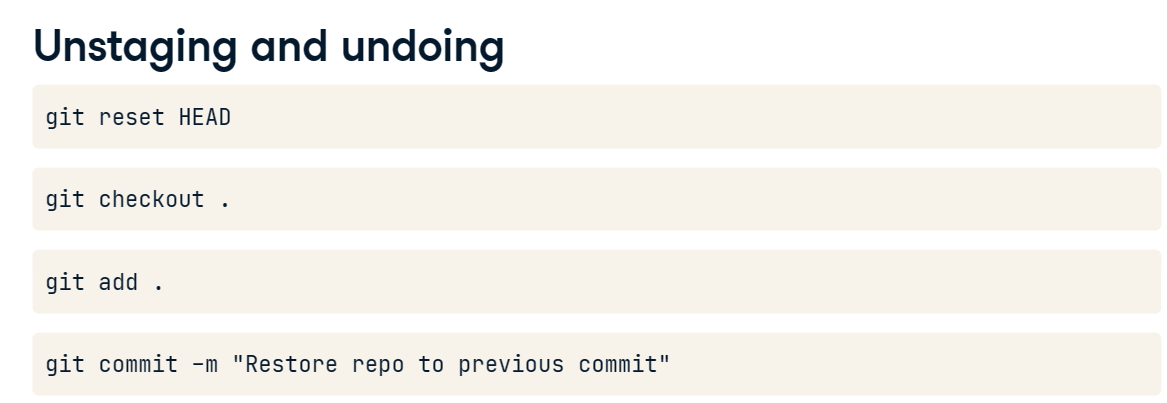 Unstaging and undoing
git reset HEAD
git checkout .
git add .
git commit -m "Restore repo to previous commit"